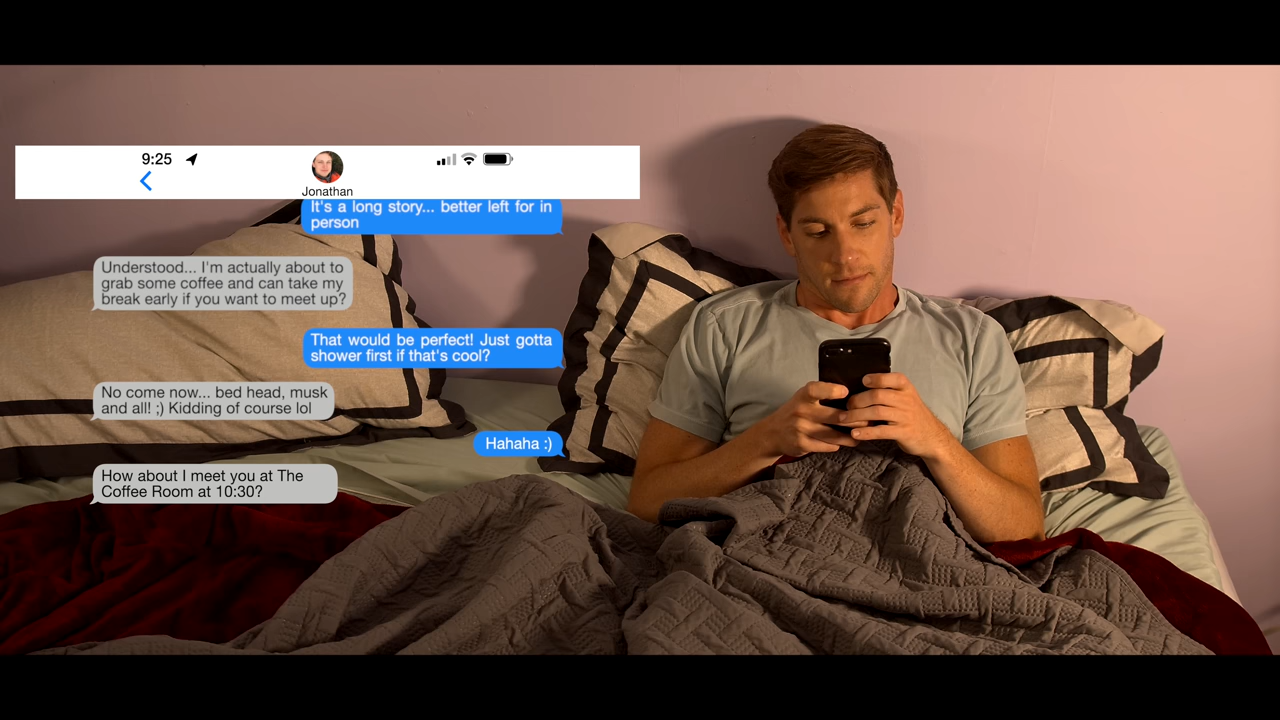 9:25
Jonathan
It's a long story... better left for in
person
Understood... I'm actually about to
grab some coffee and can take my
break early if you want to meet up?
That would be perfect! Just gotta
shower first if that's cool?
No come now... bed head, musk
and all! ;) Kidding of course lol
Hahaha :)
How about I meet you at The
Coffee Room at 10:30?